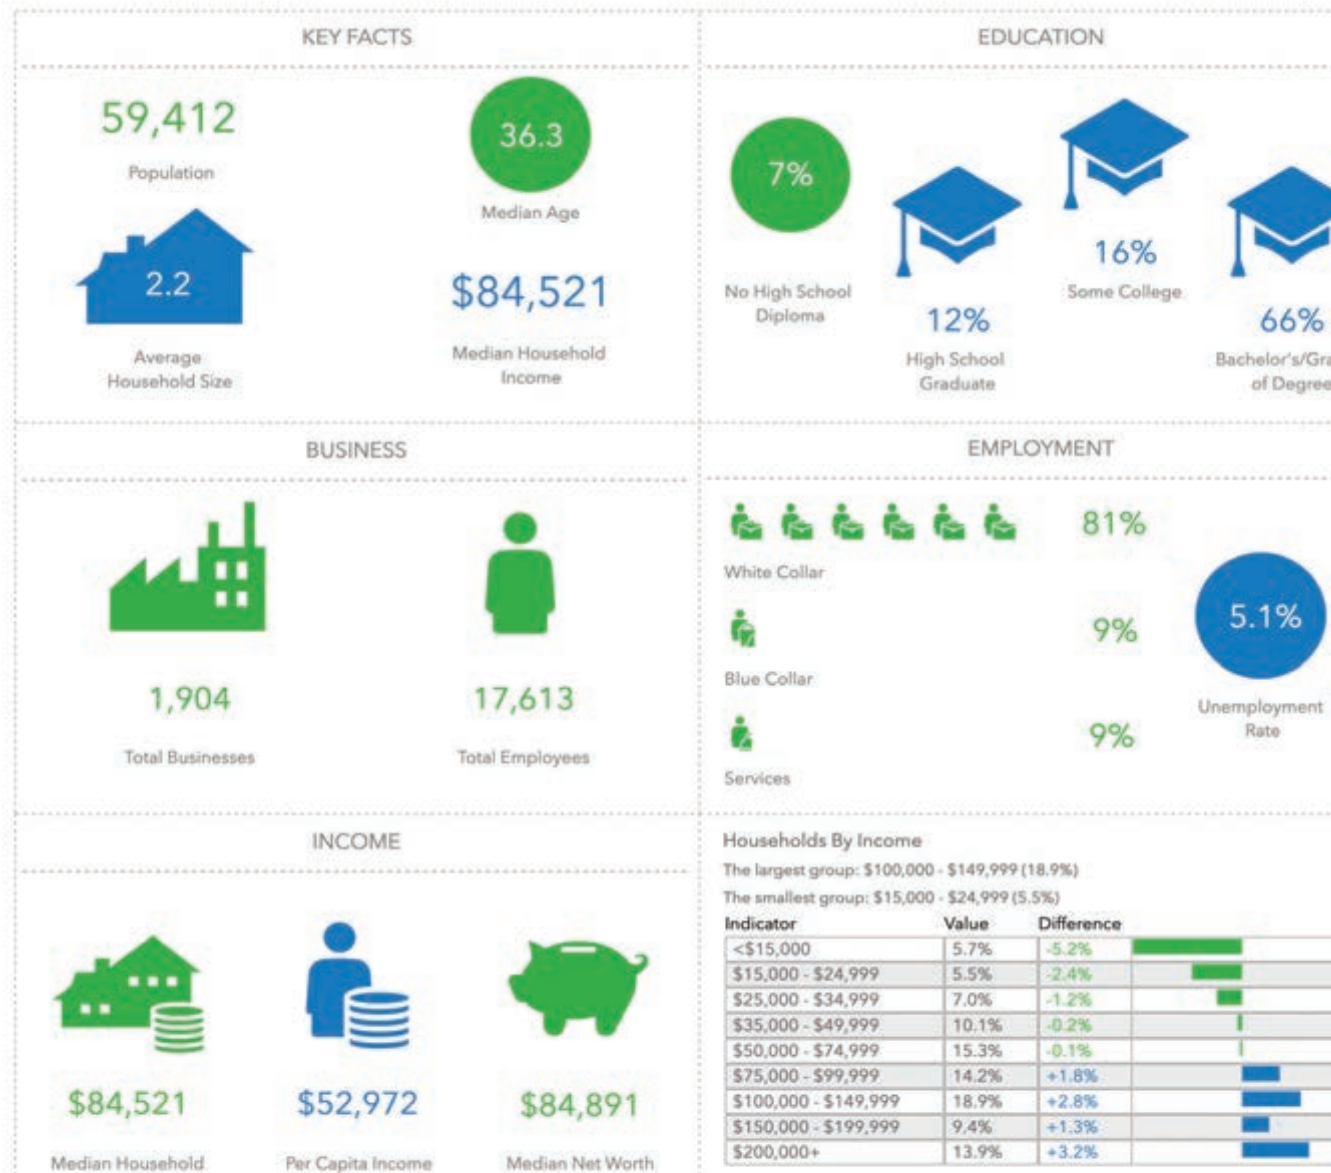 KEY FACTS
59,412
Population
36.3
Median Age
2.2
Average
Household Size
$84,521
Median Household
Income
EDUCATION
7%
No High School
Diploma
12%
High School
Graduate
16%
Some College
66%
Bachelor's/Gra
of Degree
BUSINESS
1,904
Total Businesses
17,613
Total Employees
EMPLOYMENT
81%
White Collar
9%
Blue Collar
9%
Services
5.1%
Unemployment
Rate
INCOME
$84,521
Median Household
$52,972
Per Capita Income
$84,891
Median Net Worth
Households By Income
The largest group: $100,000 - $149,999 (18.9%)
The smallest group: $15,000 - $24,999 (5.5%)
Indicator Value Difference
<$15,000 5.7% -5.2%
$15,000 - $24,999 5.5% -2.4%
$25,000 - $34,999 7.0% -1.2%
$35,000 - $49,999 10.1% -0.2%
$50,000 - $74,999 15.3% -0.1%
$75,000 - $99,999 14.2% +1.8%
$100,000 - $149,999 18.9% +2.8%
$150,000 - $199,999 9.4% +1.3%
$200,000+ 13.9% +3.2%